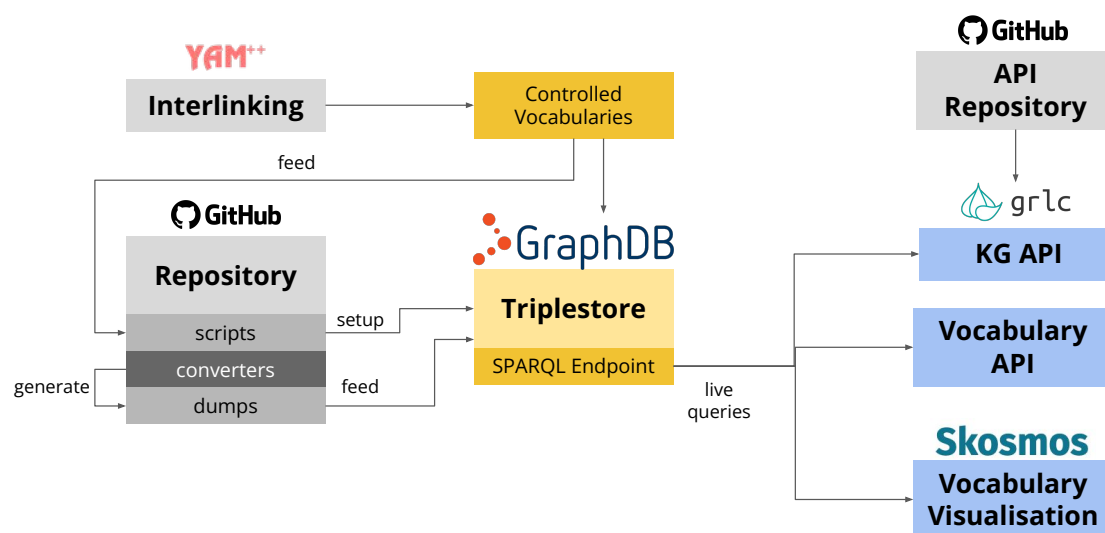 YAM++
Interlinking
Controlled
Vocabularies
GitHub
API
Repository
feed
GitHub
Repository
scripts
converters
dumps
generate
setup
feed
GraphDB
Triplestore
SPARQL Endpoint
live
queries
grlc
KG API
Vocabulary
API
Skosmos
Vocabulary
Visualisation